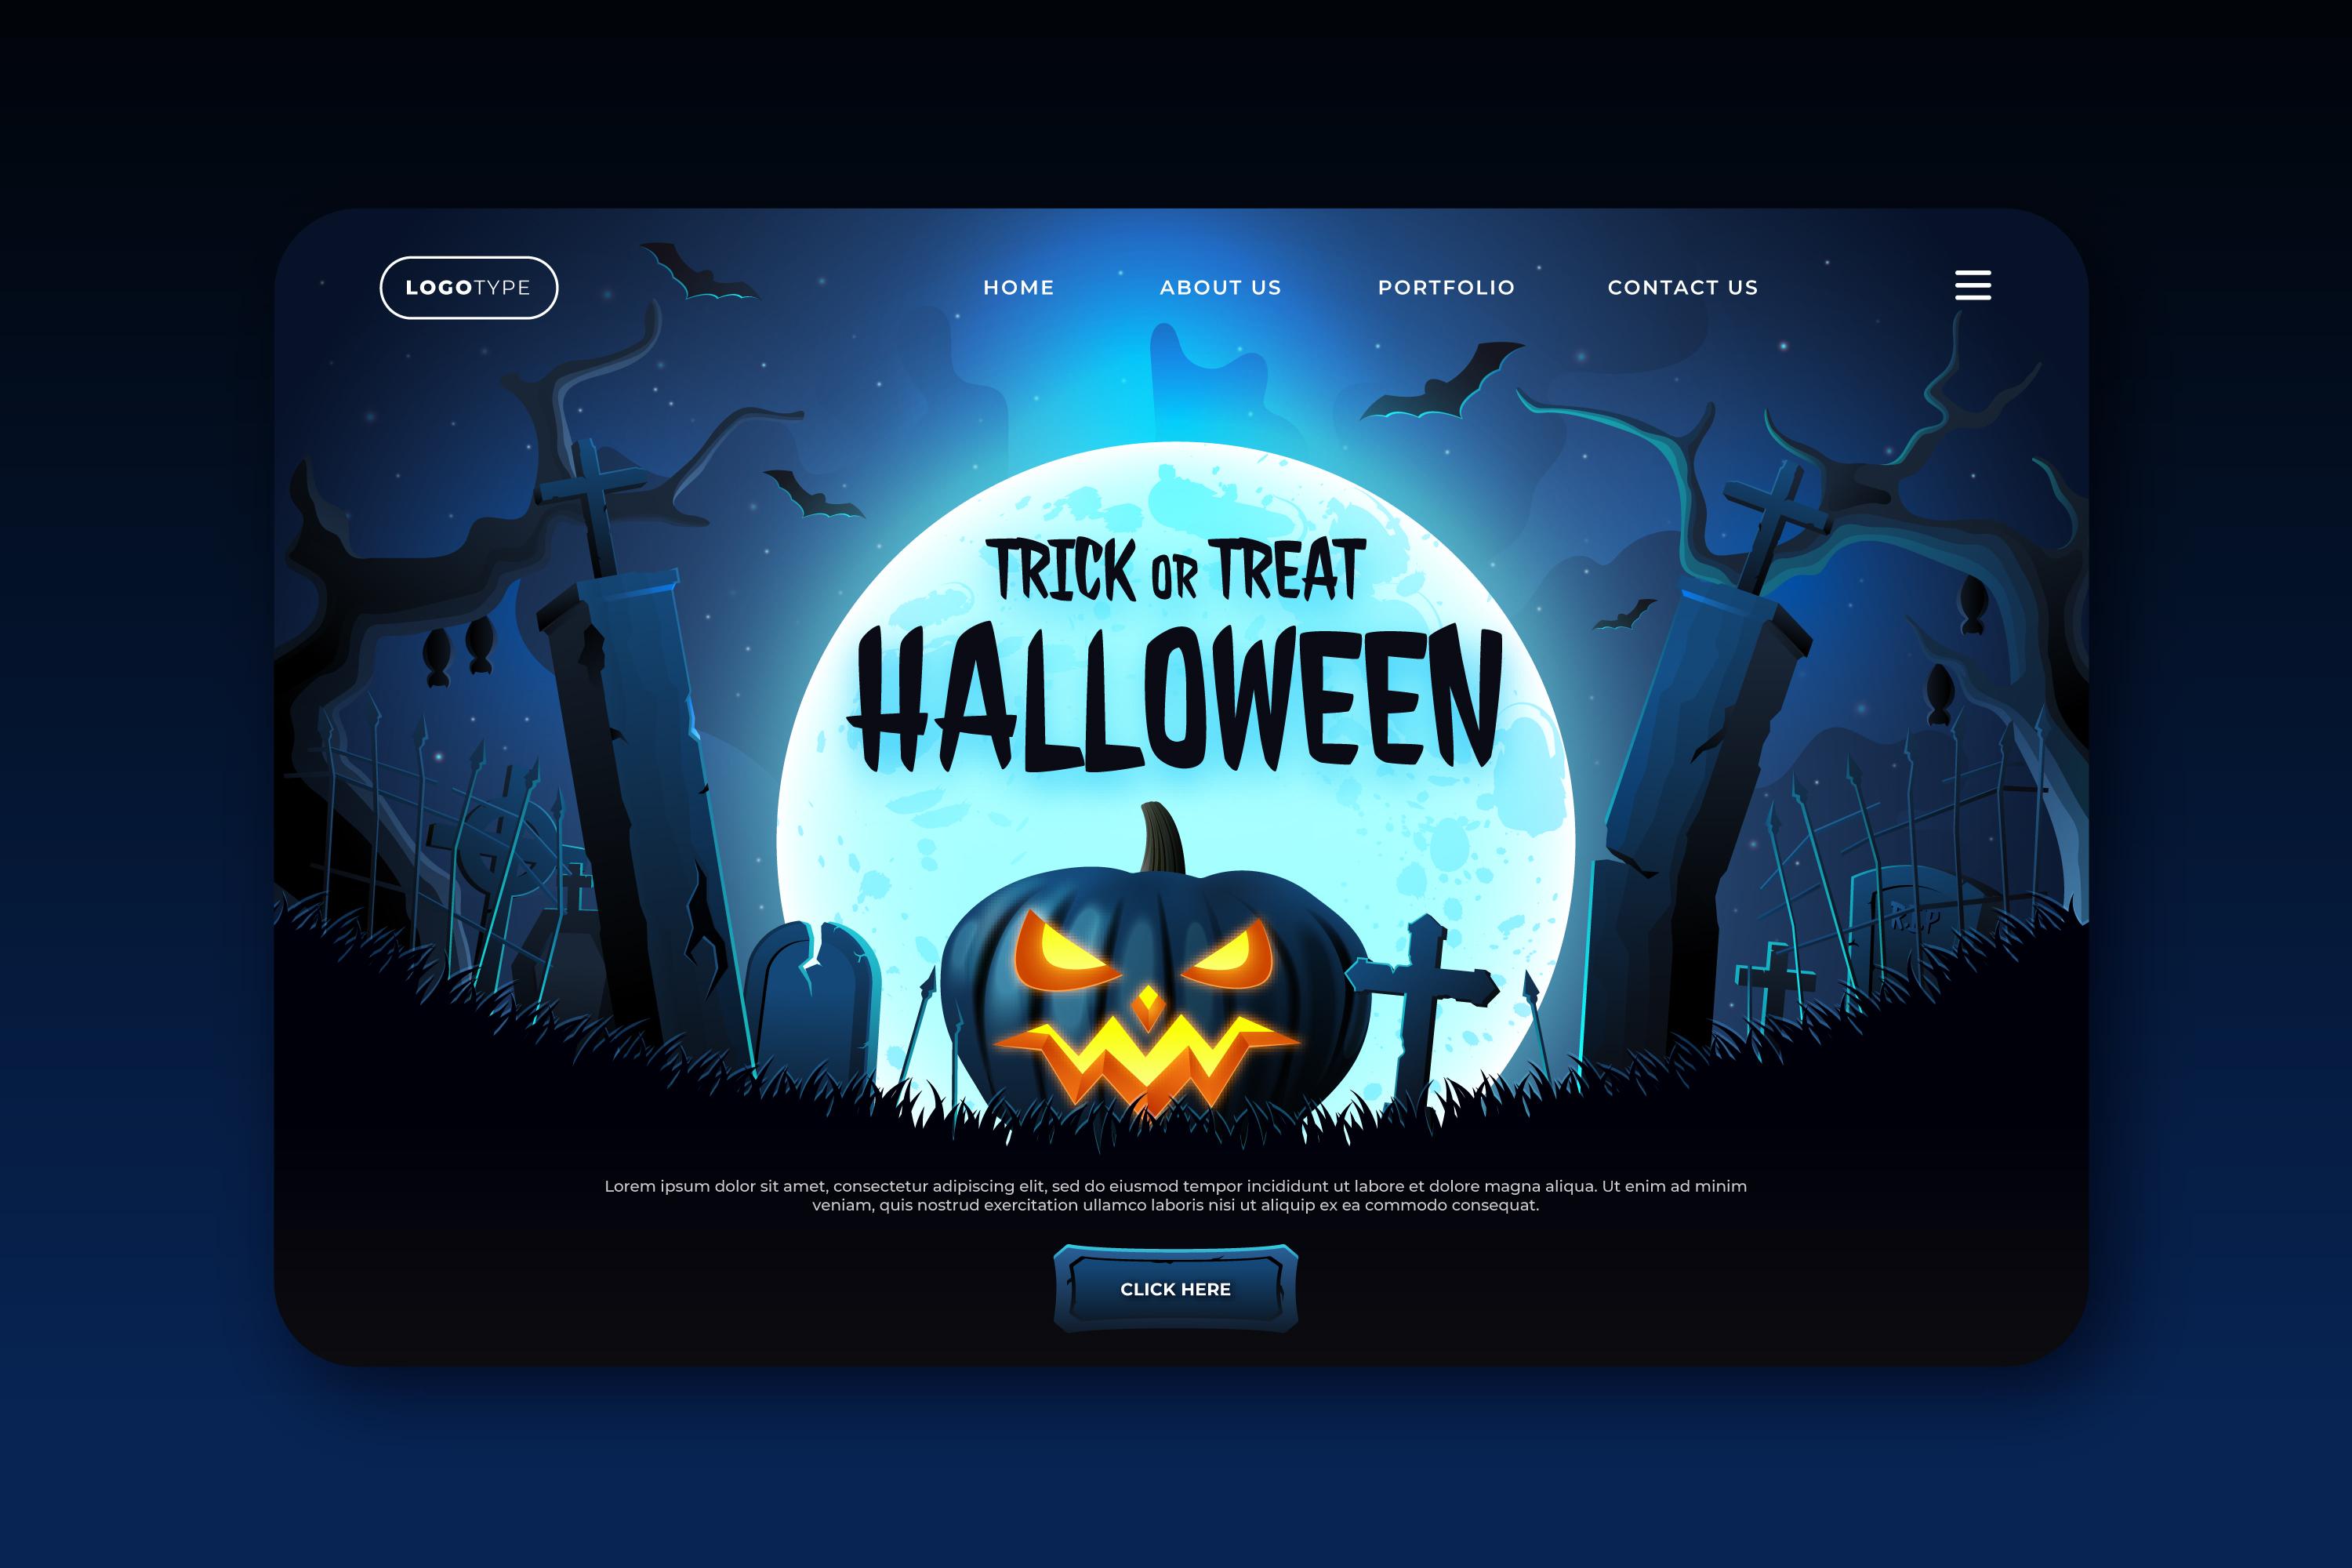 LOGOTYPE
HOME ABOUT US PORTFOLIO CONTACT US
TRICK OR TREAT
HALLOWEEN
R.I.P
Lorem ipsum dolor sit amet, consectetur adipiscing elit, sed do eiusmod tempor incididunt ut labore et dolore magna aliqua. Ut enim ad minim
veniam, quis nostrud exercitation ullamco laboris nisi ut aliquip ex ea commodo consequat.
CLICK HERE